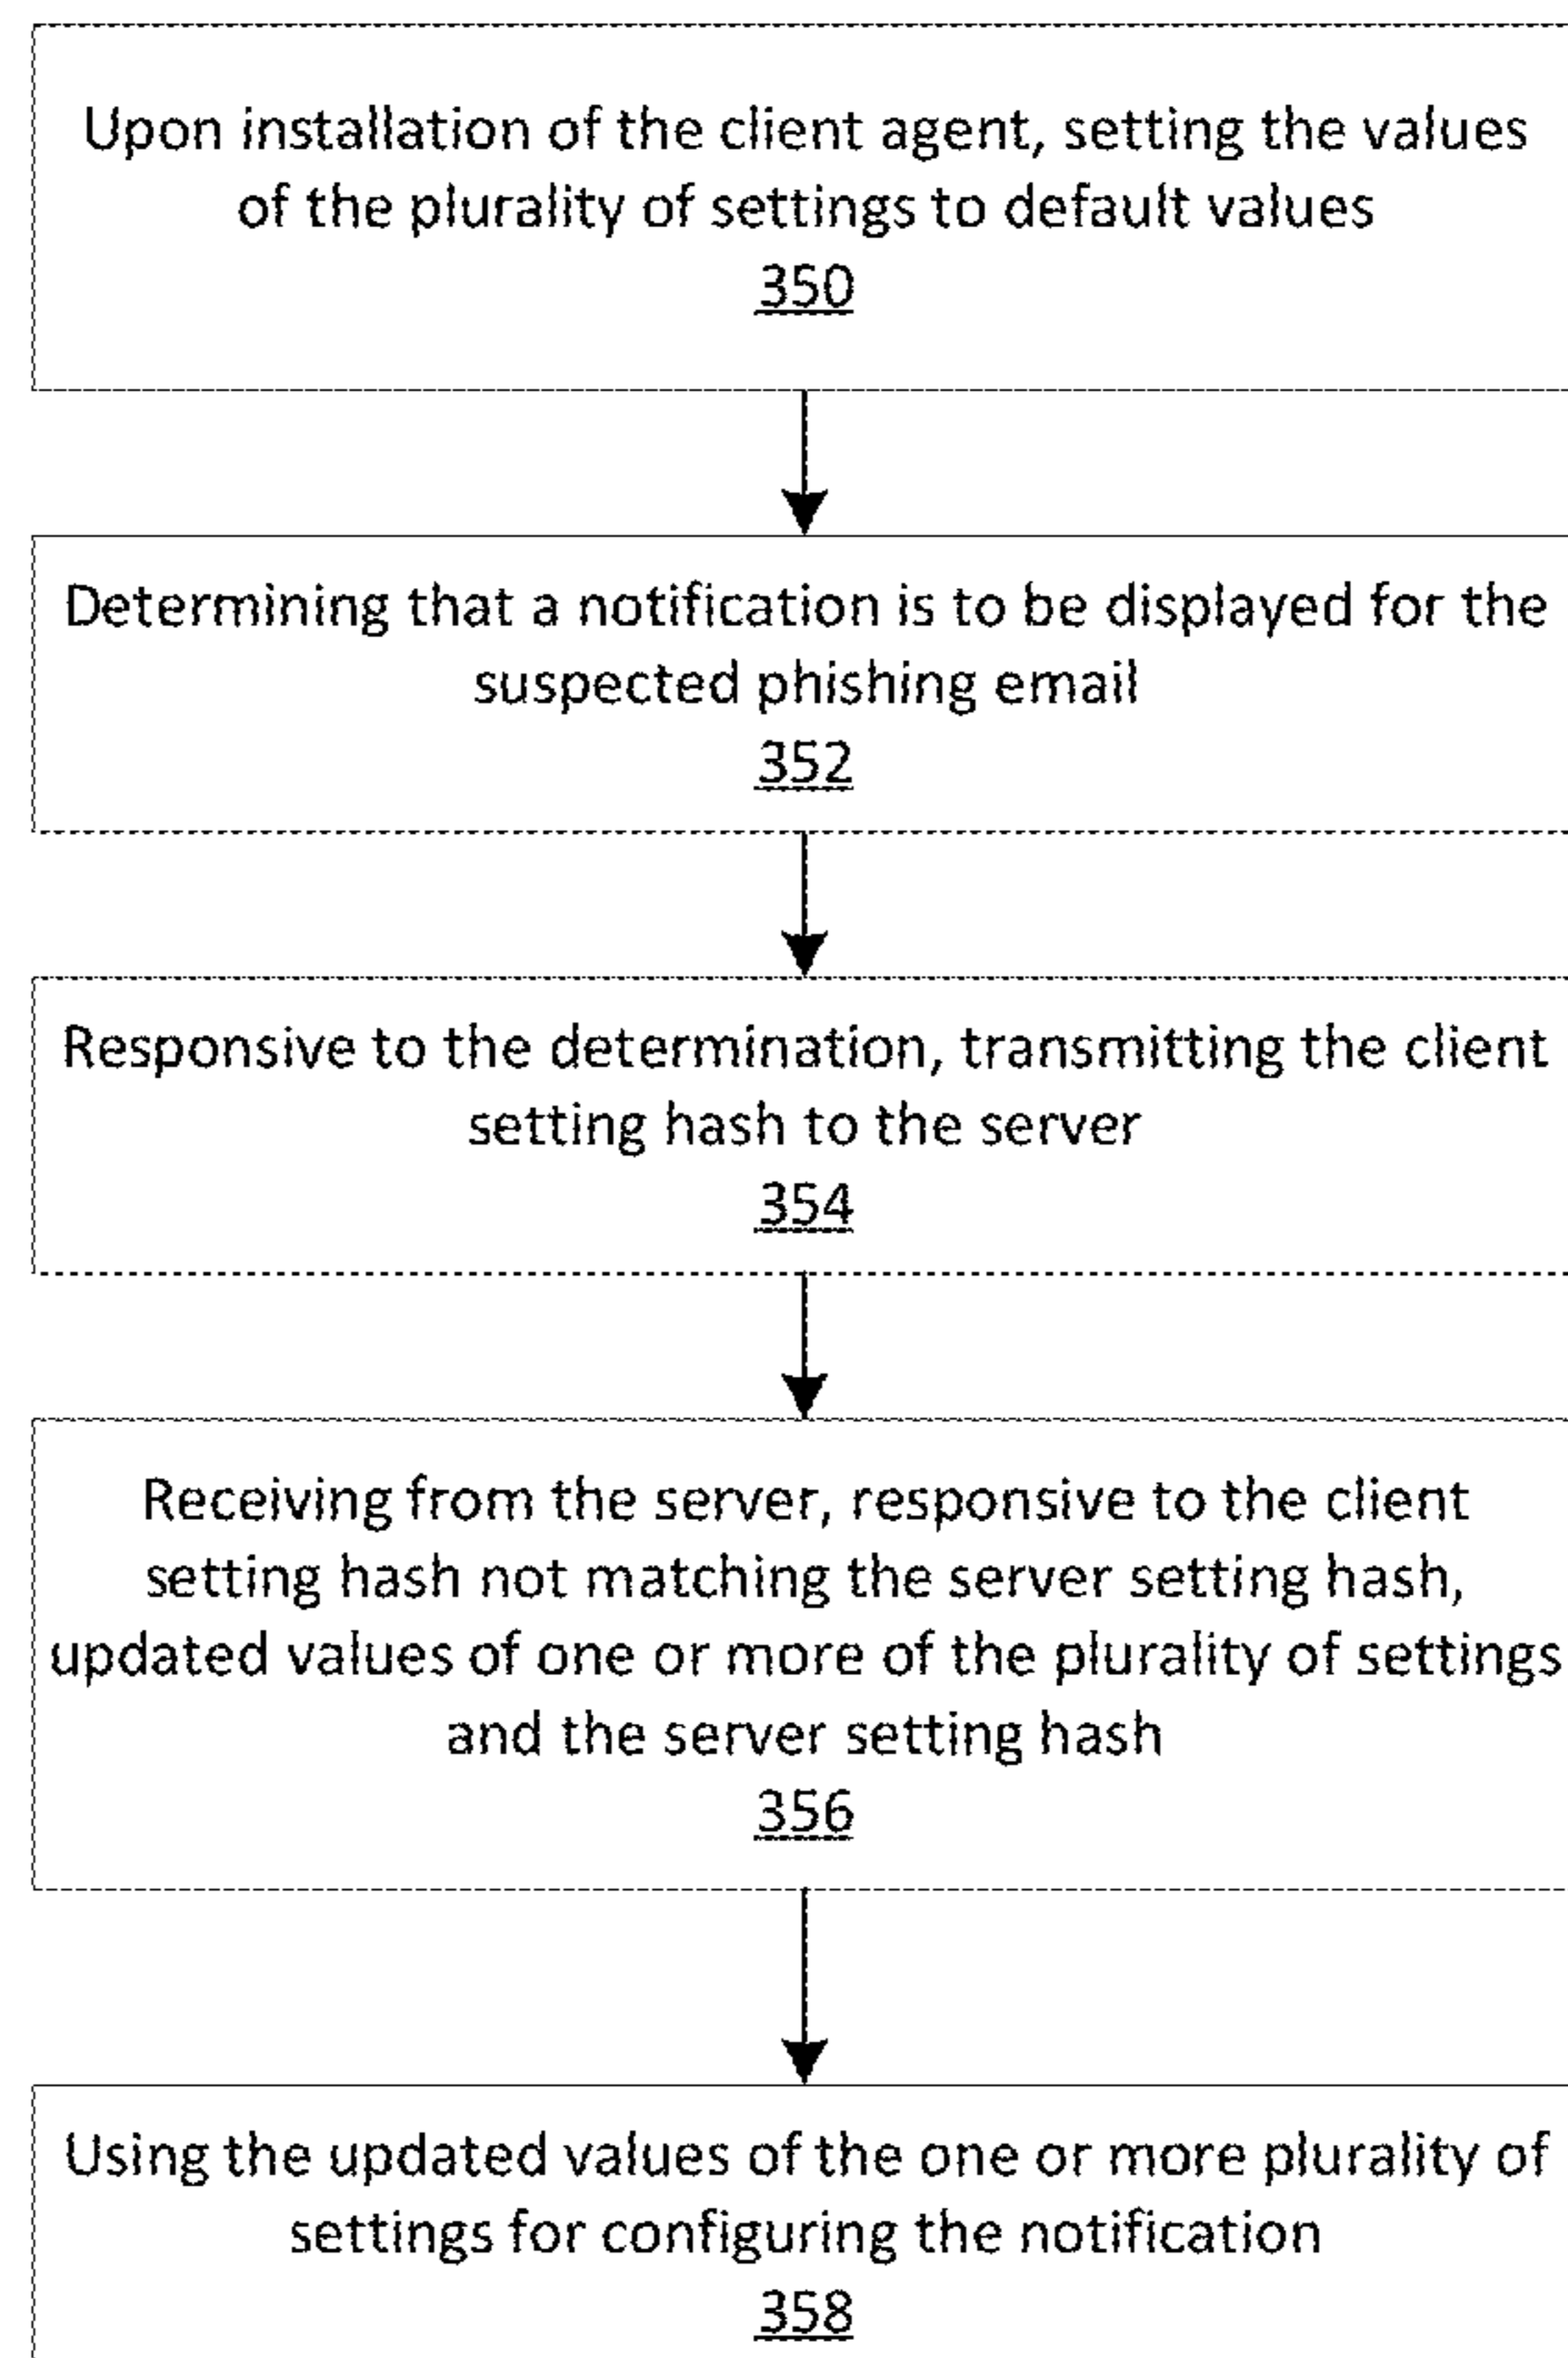 Upon installation of the client agent, setting the values
of the plurality of settings to default values
350
Determining that a notification is to be displayed for the
suspected phishing email
352
Responsive to the determination, transmitting the client
setting hash to the server
354
Receiving from the server, responsive to the client
setting hash not matching the server setting hash,
updated values of one or more of the plurality of settings
and the server setting hash
356
Using the updated values of the one or more plurality of
settings for configuring the notification
358